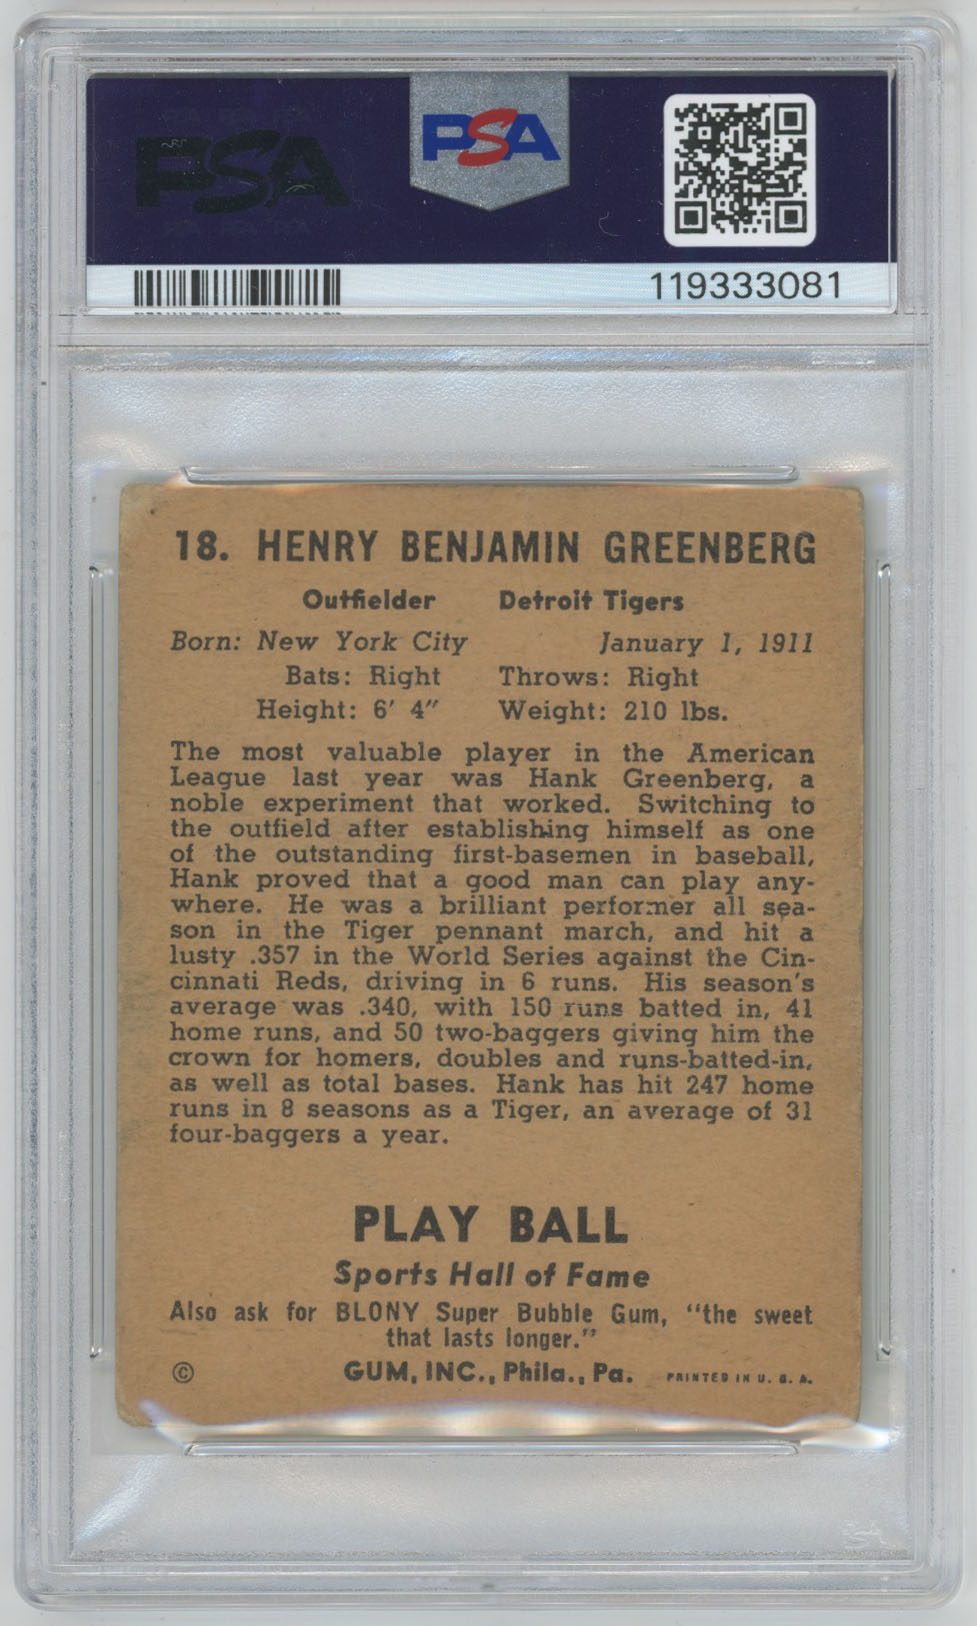 PSA
PSA
119333081
18. HENRY BENJAMIN GREENBERG
Outfielder Detroit Tigers
Born: New York City January 1, 1911
Bats: Right Throws: Right
Height: 6′ 4″ Weight: 210 lbs.
The most valuable player in the American
League last year was Hank Greenberg, a
noble experiment that worked. Switching to
the outfield after establishing himself as one
of the outstanding first-basemen in baseball,
Hank proved that a good man can play any-
where. He was a brilliant performer all sea-
son in the Tiger pennant march, and hit a
lusty .357 in the World Series against the Cin-
cinnati Reds, driving in 6 runs. His season's
average was .340, with 150 runs batted in, 41
home runs, and 50 two-baggers giving him the
crown for homers, doubles and runs-batted-in,
as well as total bases. Hank has hit 247 home
runs in 8 seasons as a Tiger, an average of 31
four-baggers a year.
PLAY BALL
Sports Hall of Fame
Also ask for BLONY Super Bubble Gum, "the sweet
that lasts longer."
© GUM, INC., Phila., Pa. PRINTED IN U. S. A.